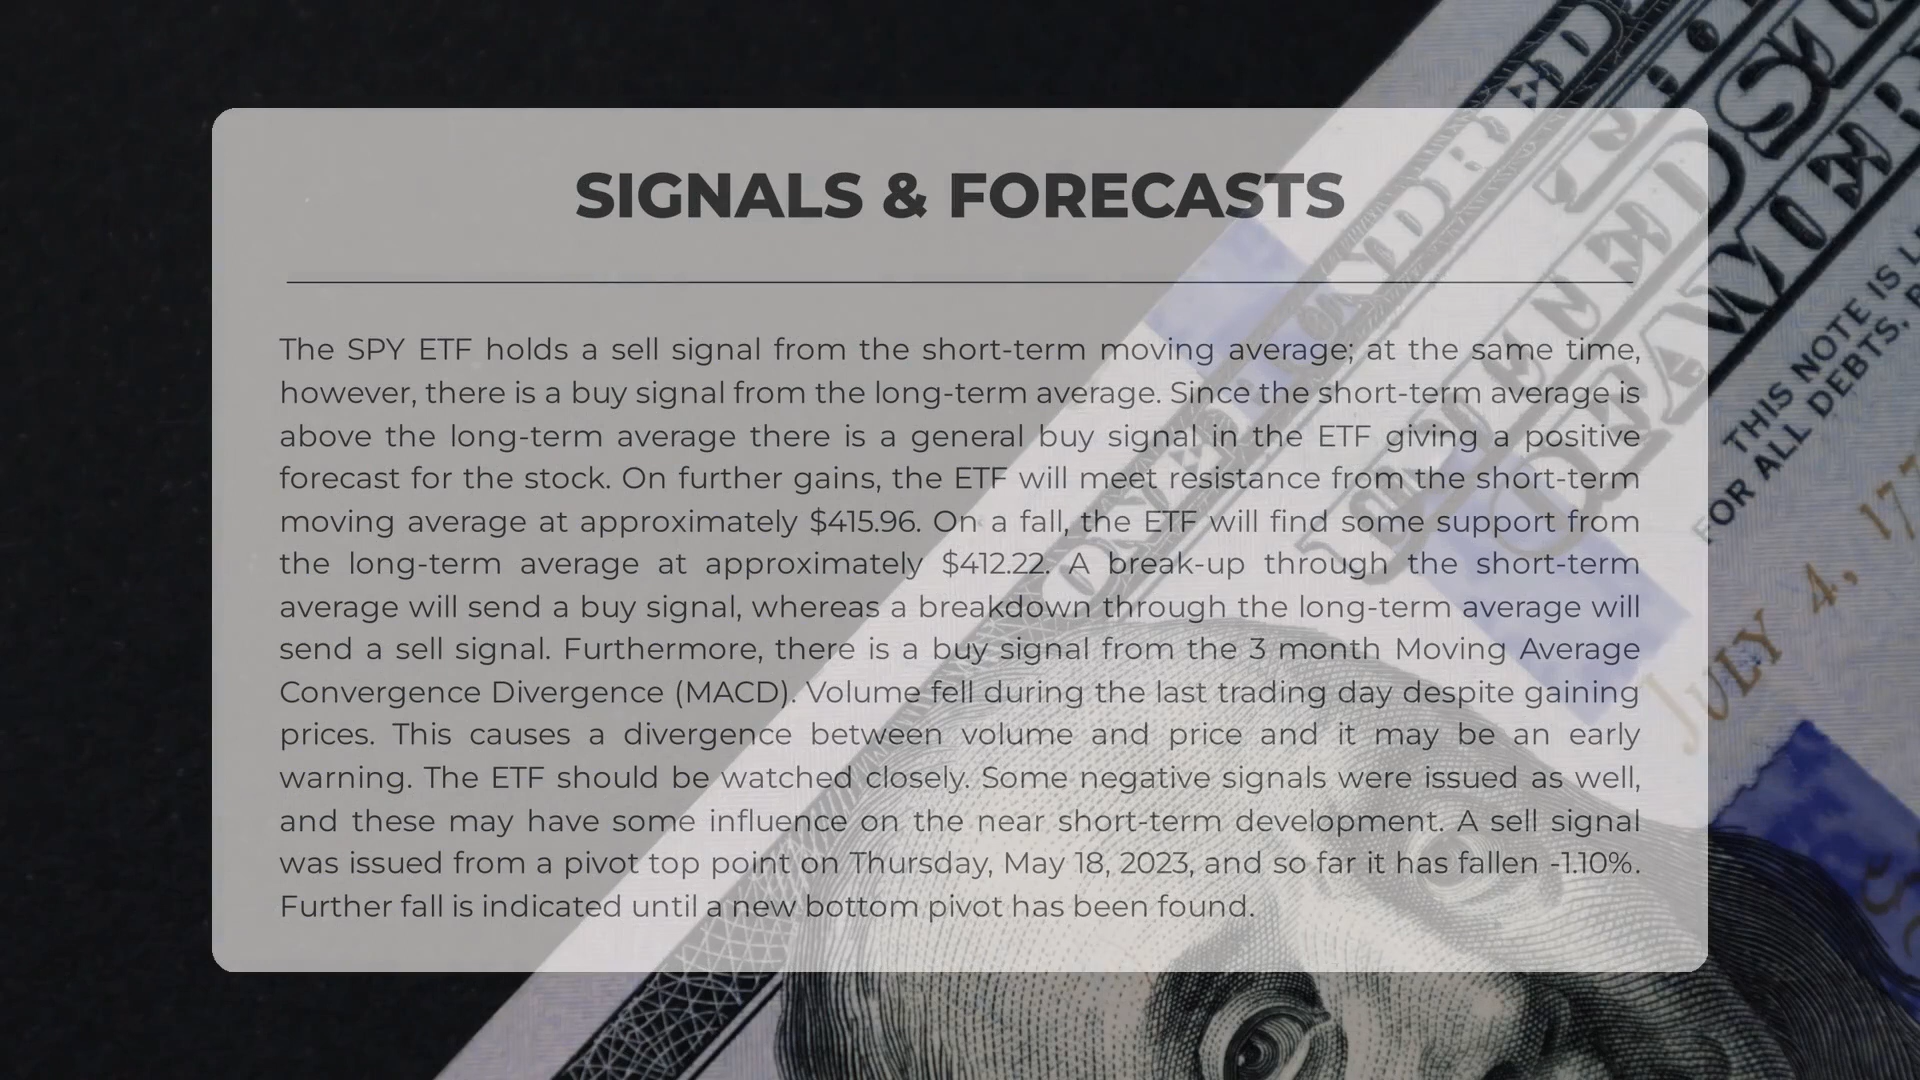 SIGNALS & FORECASTS
The SPY ETF holds a sell signal from the short-term moving average; at the same time,
however, there is a buy signal from the long-term average. Since the short-term average is
above the long-term average there is a general buy signal in the ETF giving a positive
forecast for the stock. On further gains, the ETF will meet resistance from the short-term
moving average at approximately $415.96. On a fall, the ETF will find some support from
the long-term average at approximately $412.22. A break-up through the short-term
average will send a buy signal, whereas a breakdown through the long-term average will
send a sell signal. Furthermore, there is a buy signal from the 3 month Moving Average
Convergence Divergence (MACD). Volume fell during the last trading day despite gaining
prices. This causes a divergence between volume and price and it may be an early
warning. The ETF should be watched closely. Some negative signals were issued as well,
and these may have some influence on the near short-term development. A sell signal
was issued from a pivot top point on Thursday, May 18, 2023, and so far it has fallen -1.10%.
Further fall is indicated until a new bottom pivot has been found.
THIS NOTE IS
FOR ALL DEBTS,
JULY 4,